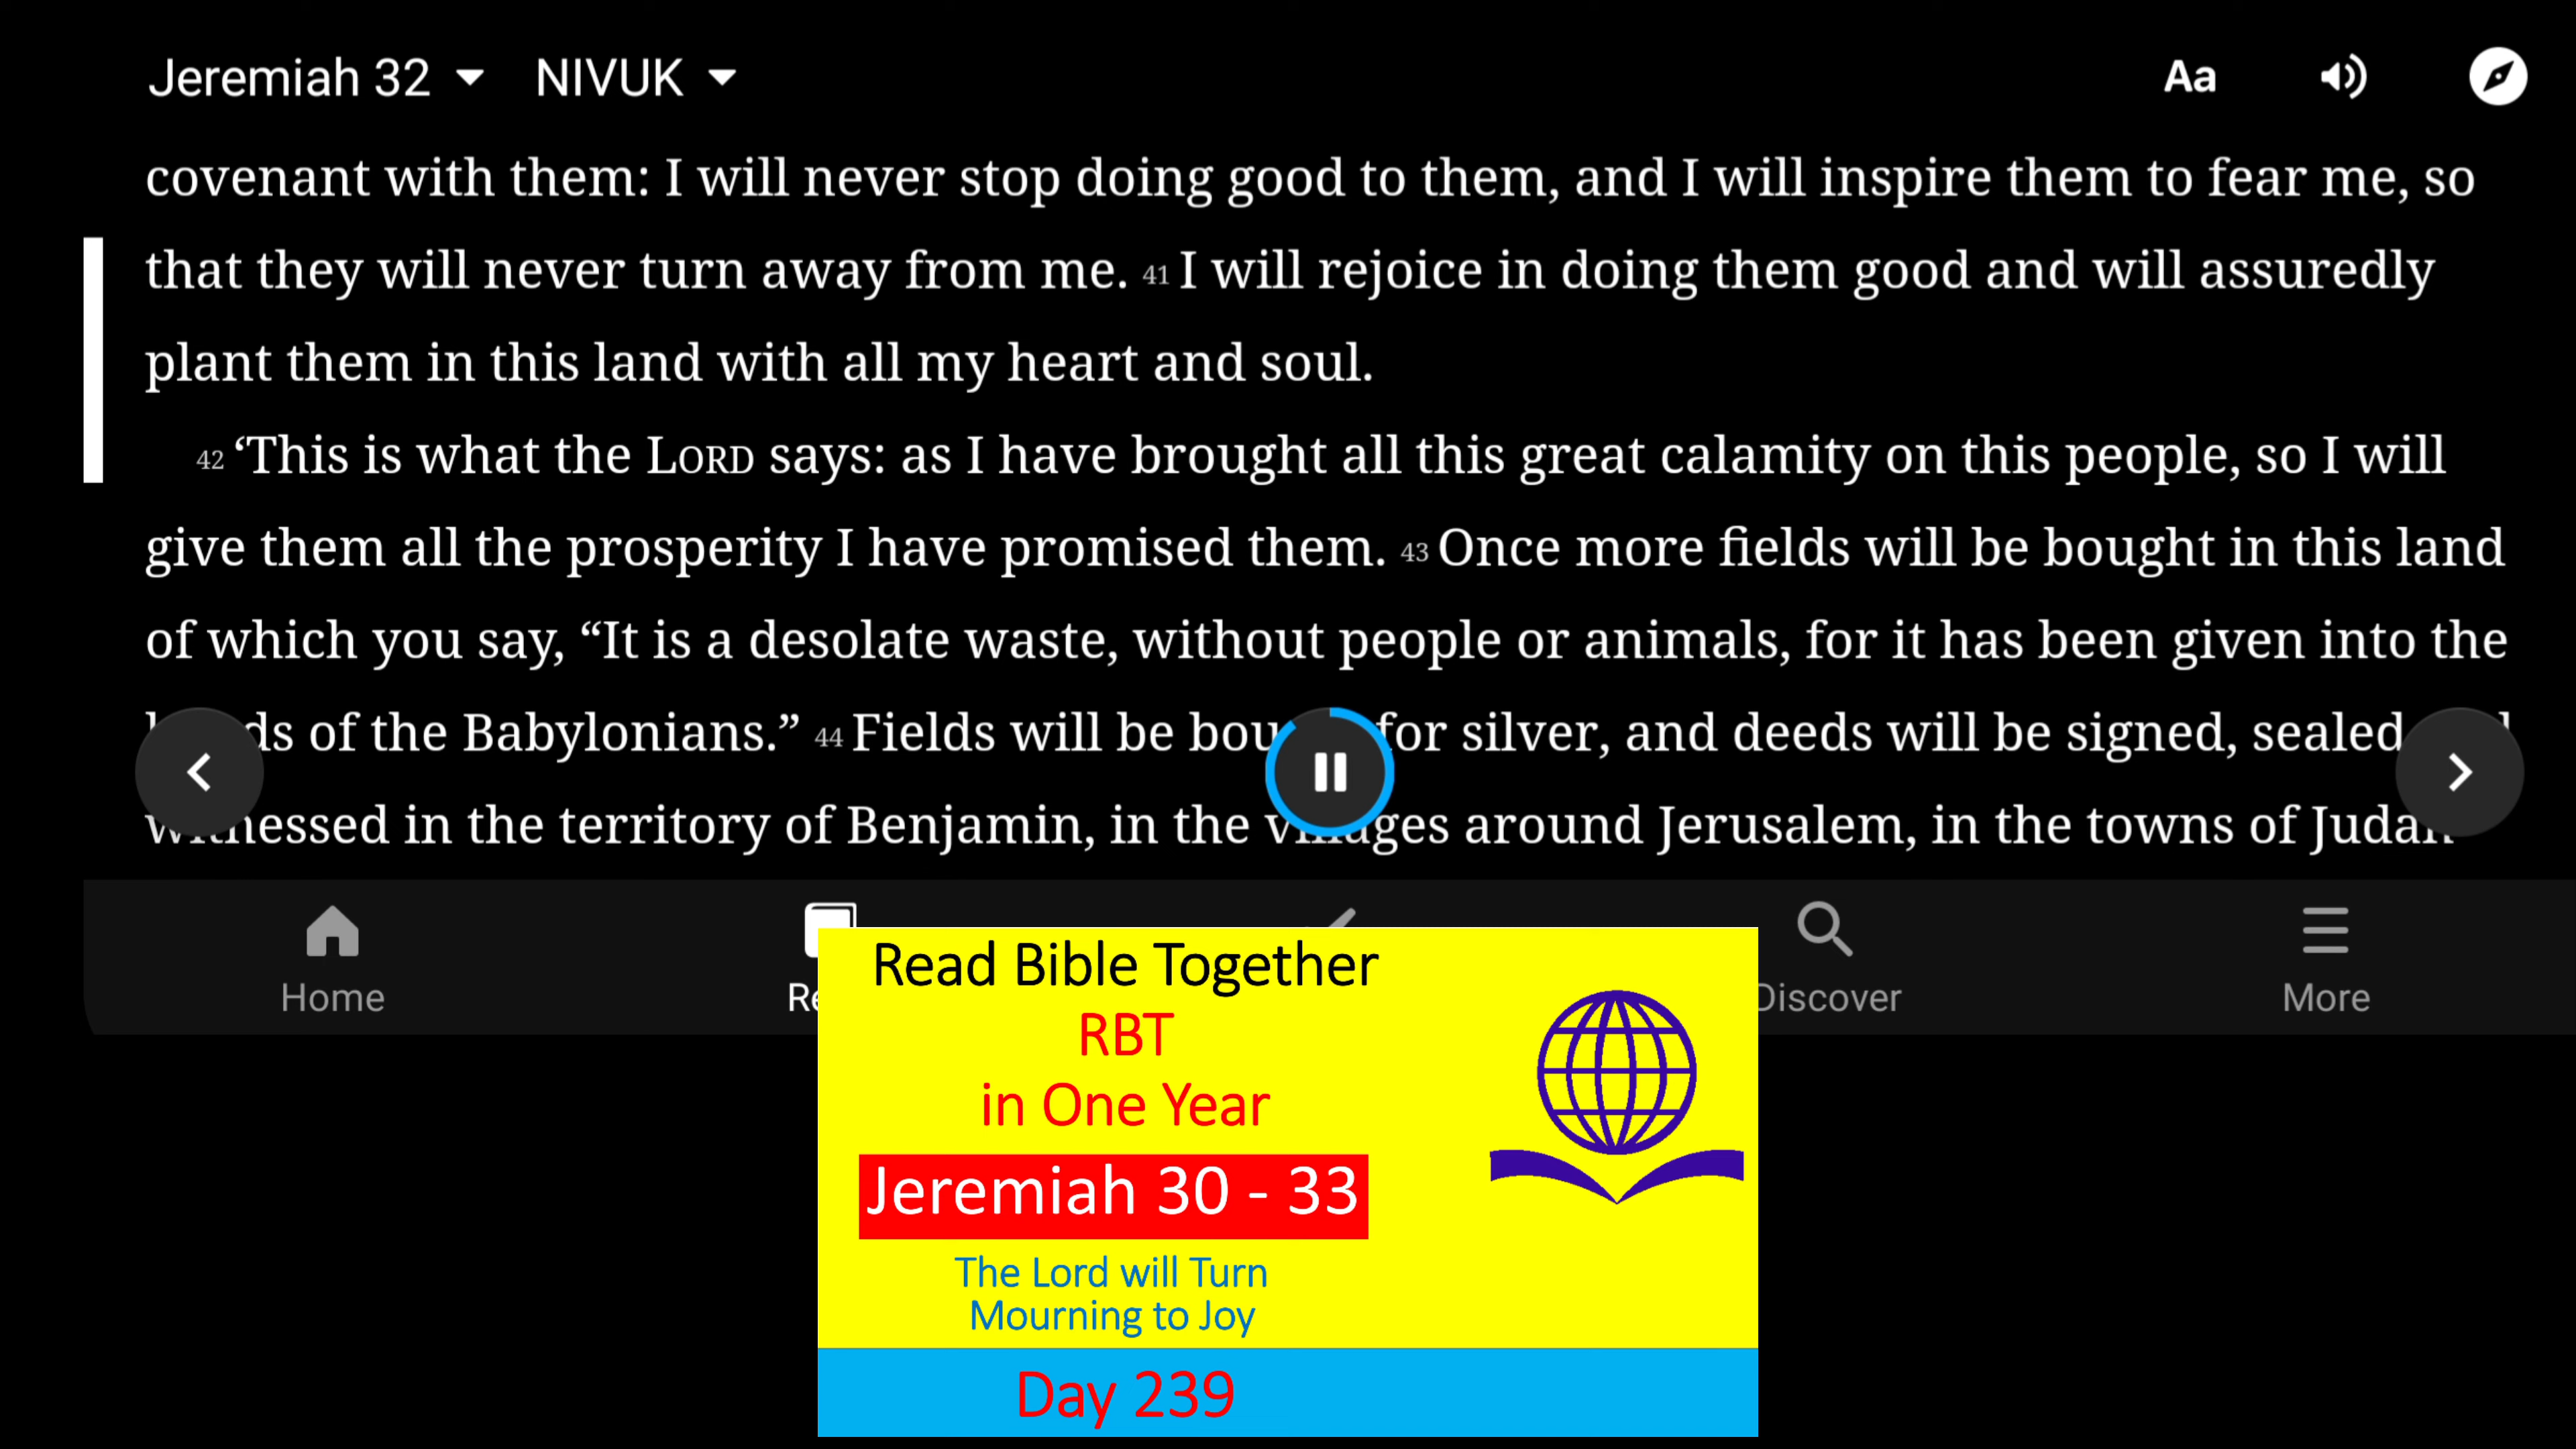 Jeremiah 32 NIVUK Aa
covenant with them: I will never stop doing good to them, and I will inspire them to fear me, so
that they will never turn away from me. 41 I will rejoice in doing them good and will assuredly
plant them in this land with all my heart and soul.
42 ‘This is what the LORD says: as I have brought all this great calamity on this people, so I will
give them all the prosperity I have promised them. 43 Once more fields will be bought in this land
of which you say, “It is a desolate waste, without people or animals, for it has been given into the
of the Babylonians.” 44 Fields will be for silver, and deeds will be signed, sealed
in the territory of Benjamin, in the villages around Jerusalem, in the towns of Judah
Home Discover More
Read Bible Together
RBT
in One Year
Jeremiah 30 - 33
The Lord will Turn
Mourning to Joy
Day 239